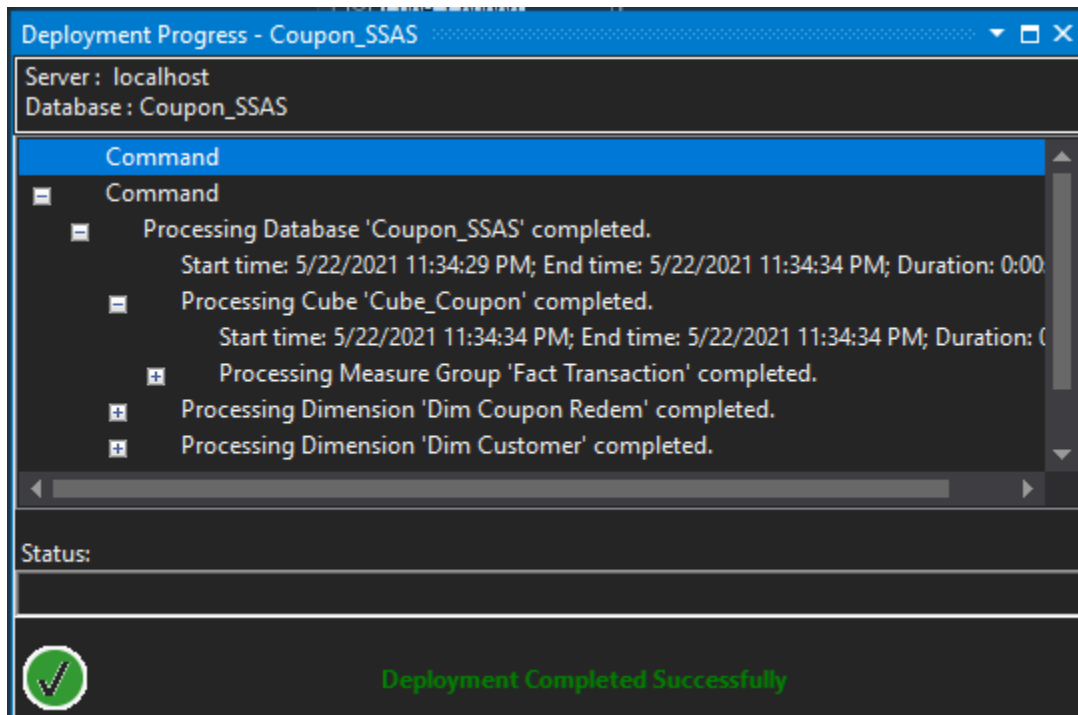 Deployment Progress - Coupon_SSAS
Server : localhost
Database : Coupon_SSAS
Command
Command
Processing Database 'Coupon_SSAS' completed.
Start time: 5/22/2021 11:34:29 PM; End time: 5/22/2021 11:34:34 PM; Duration: 0:00:
Processing Cube 'Cube_Coupon' completed.
Start time: 5/22/2021 11:34:34 PM; End time: 5/22/2021 11:34:34 PM; Duration:
Processing Measure Group 'Fact Transaction' completed.
Processing Dimension 'Dim Coupon Redem' completed.
Processing Dimension 'Dim Customer' completed.
Status:
Deployment Completed Successfully